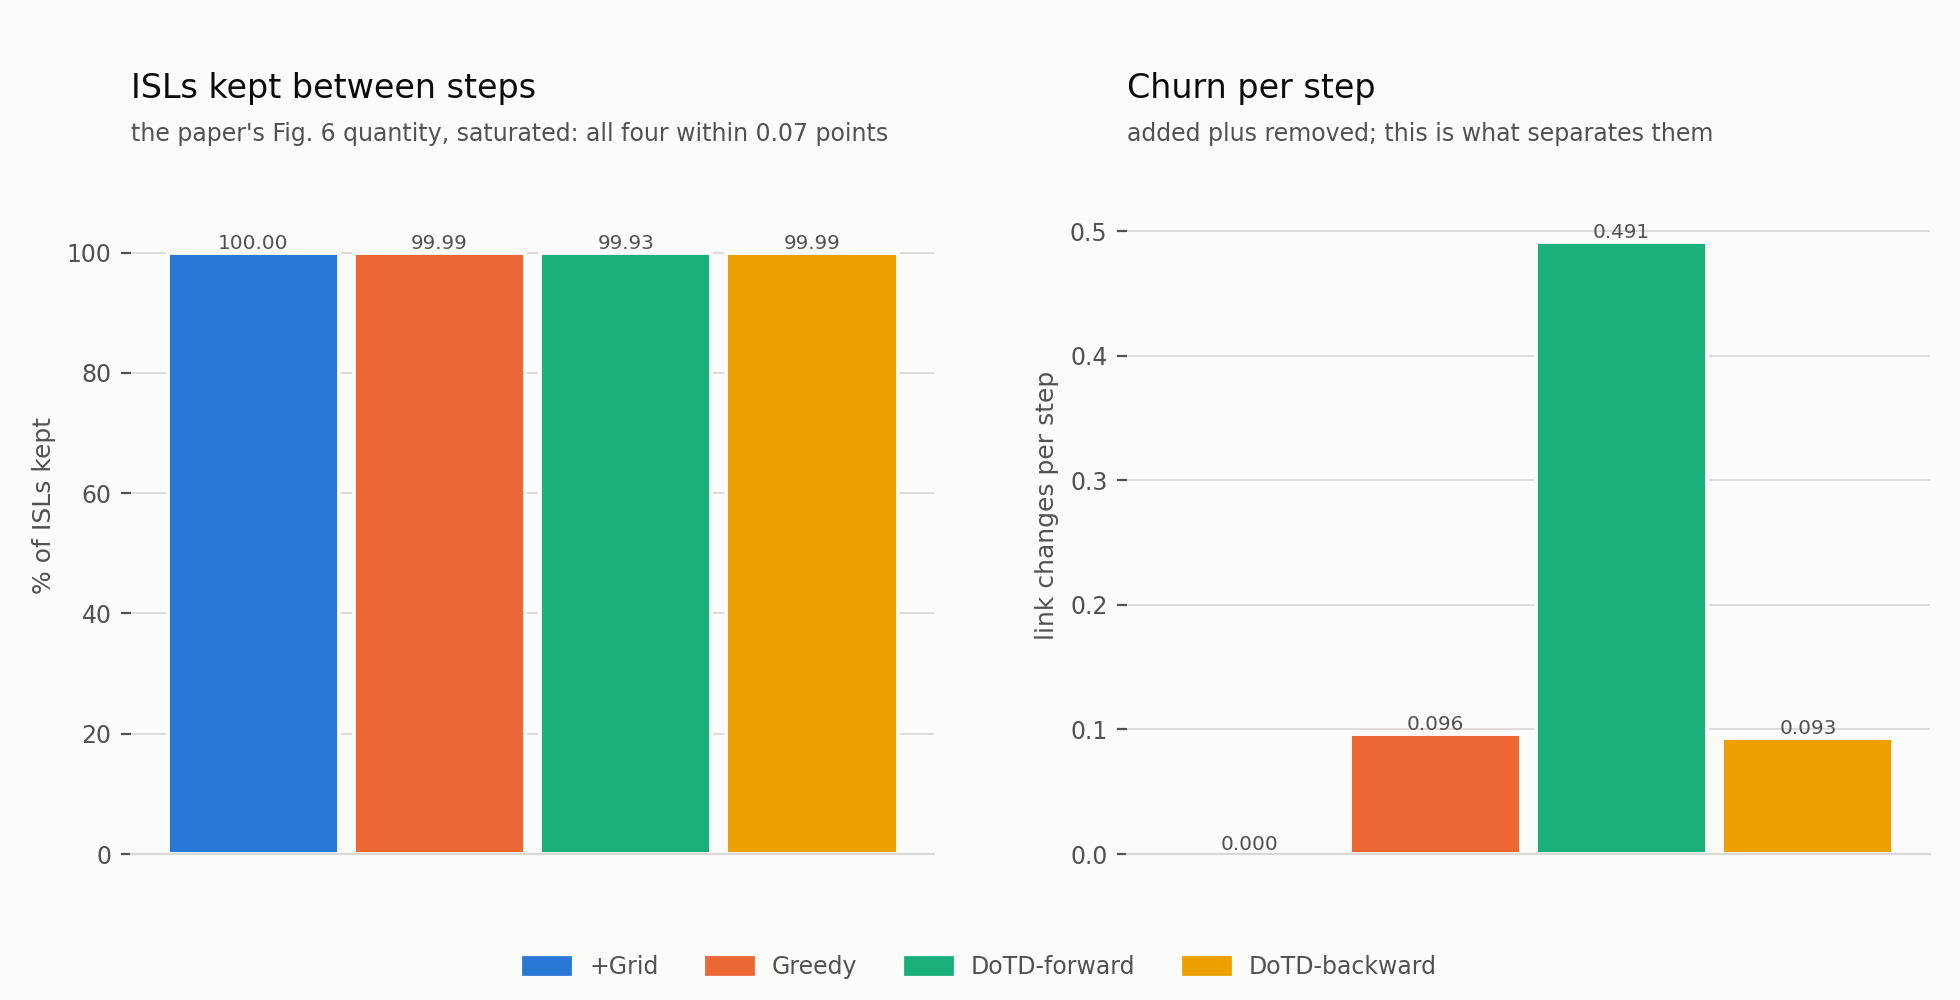 ISLs kept between steps
the paper's Fig. 6 quantity, saturated: all four within 0.07 points
% of ISLs kept
100
80
60
40
20
0
100.00
99.99
99.93
99.99
Churn per step
added plus removed; this is what separates them
link changes per step
0.5
0.4
0.3
0.2
0.1
0.0
0.000
0.096
0.491
0.093
+Grid
Greedy
DoTD-forward
DoTD-backward